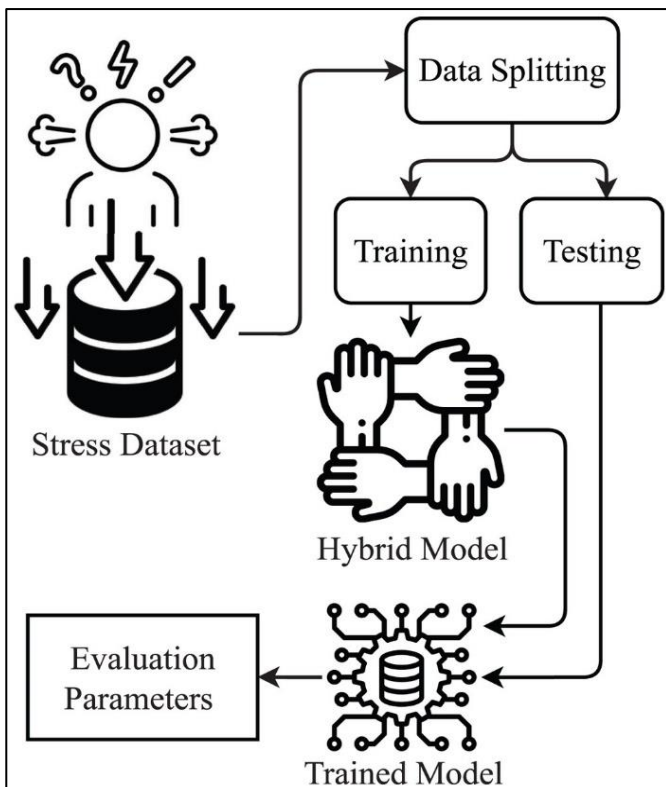 Data Splitting
Training
Testing
Stress Dataset
Hybrid Model
Evaluation
Parameters
Trained Model